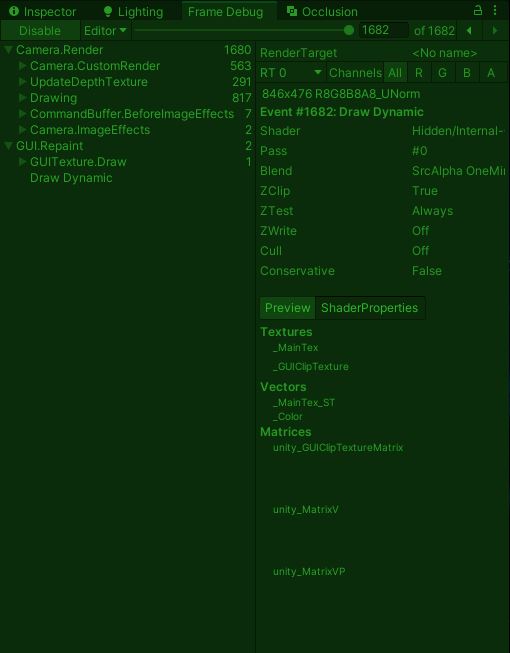 Inspector Lighting Frame Debug Occlusion
Disable Editor 1682 of 1682
Camera.Render 1680
Camera.CustomRender 563
UpdateDepthTexture 291
Drawing 817
CommandBuffer.BeforeImageEffects 7
Camera.ImageEffects 2
GUI.Repaint 2
GUITexture.Draw 1
Draw Dynamic
RenderTarget <No name>
RT 0 Channels All R G B A
846x476 R8G8B8A8_UNorm
Event #1682: Draw Dynamic
Shader Hidden/Internal-
Pass #0
Blend SrcAlpha OneMin
ZClip True
ZTest Always
ZWrite Off
Cull Off
Conservative False
Preview ShaderProperties
Textures
_MainTex
_GUIClipTexture
Vectors
_MainTex_ST
_Color
Matrices
unity_GUIClipTextureMatrix
unity_MatrixV
unity_MatrixVP